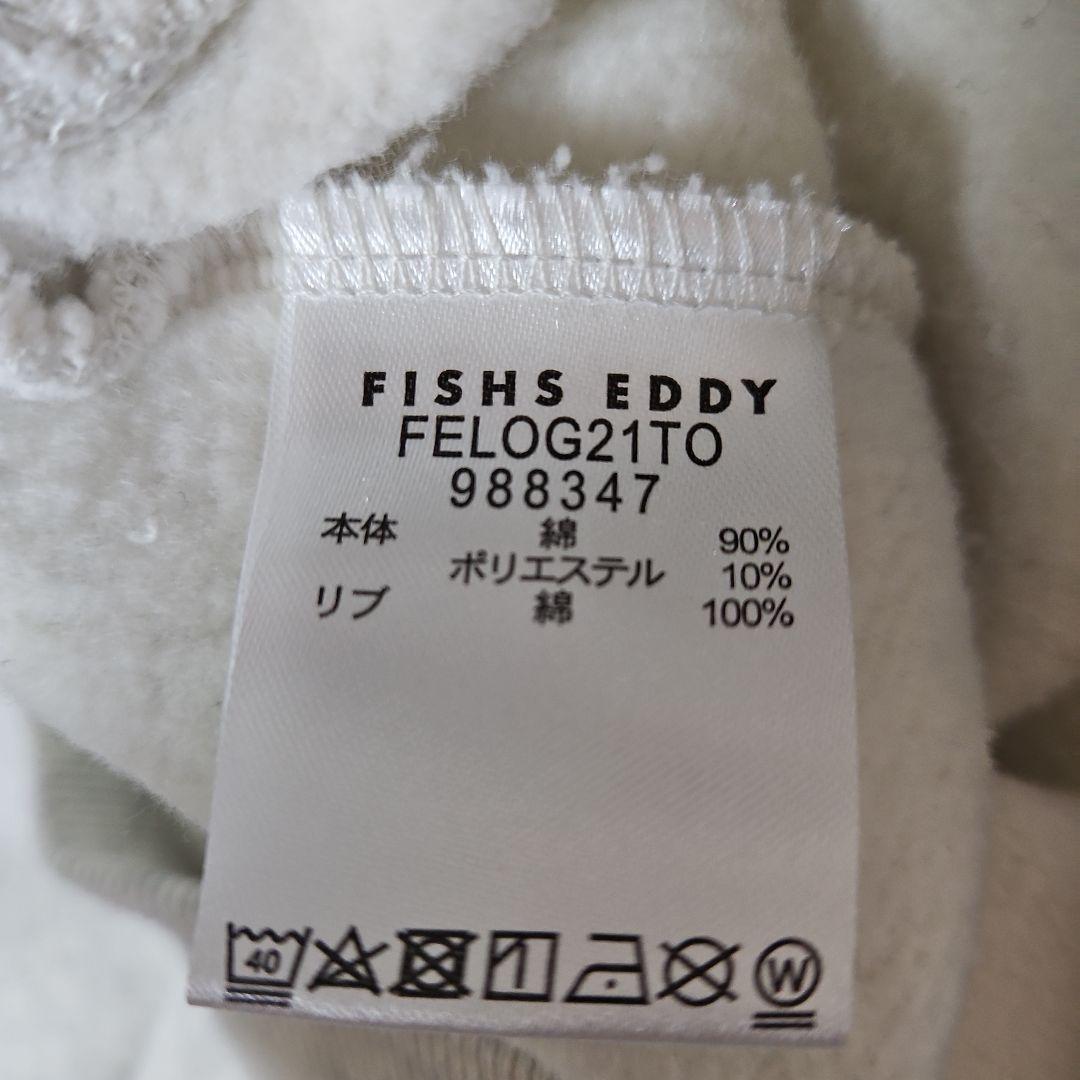 FISHS EDDY
FELOG21TO
988347
本体 綿 90%
ポリエステル 10%
リブ 綿 100%
40 W